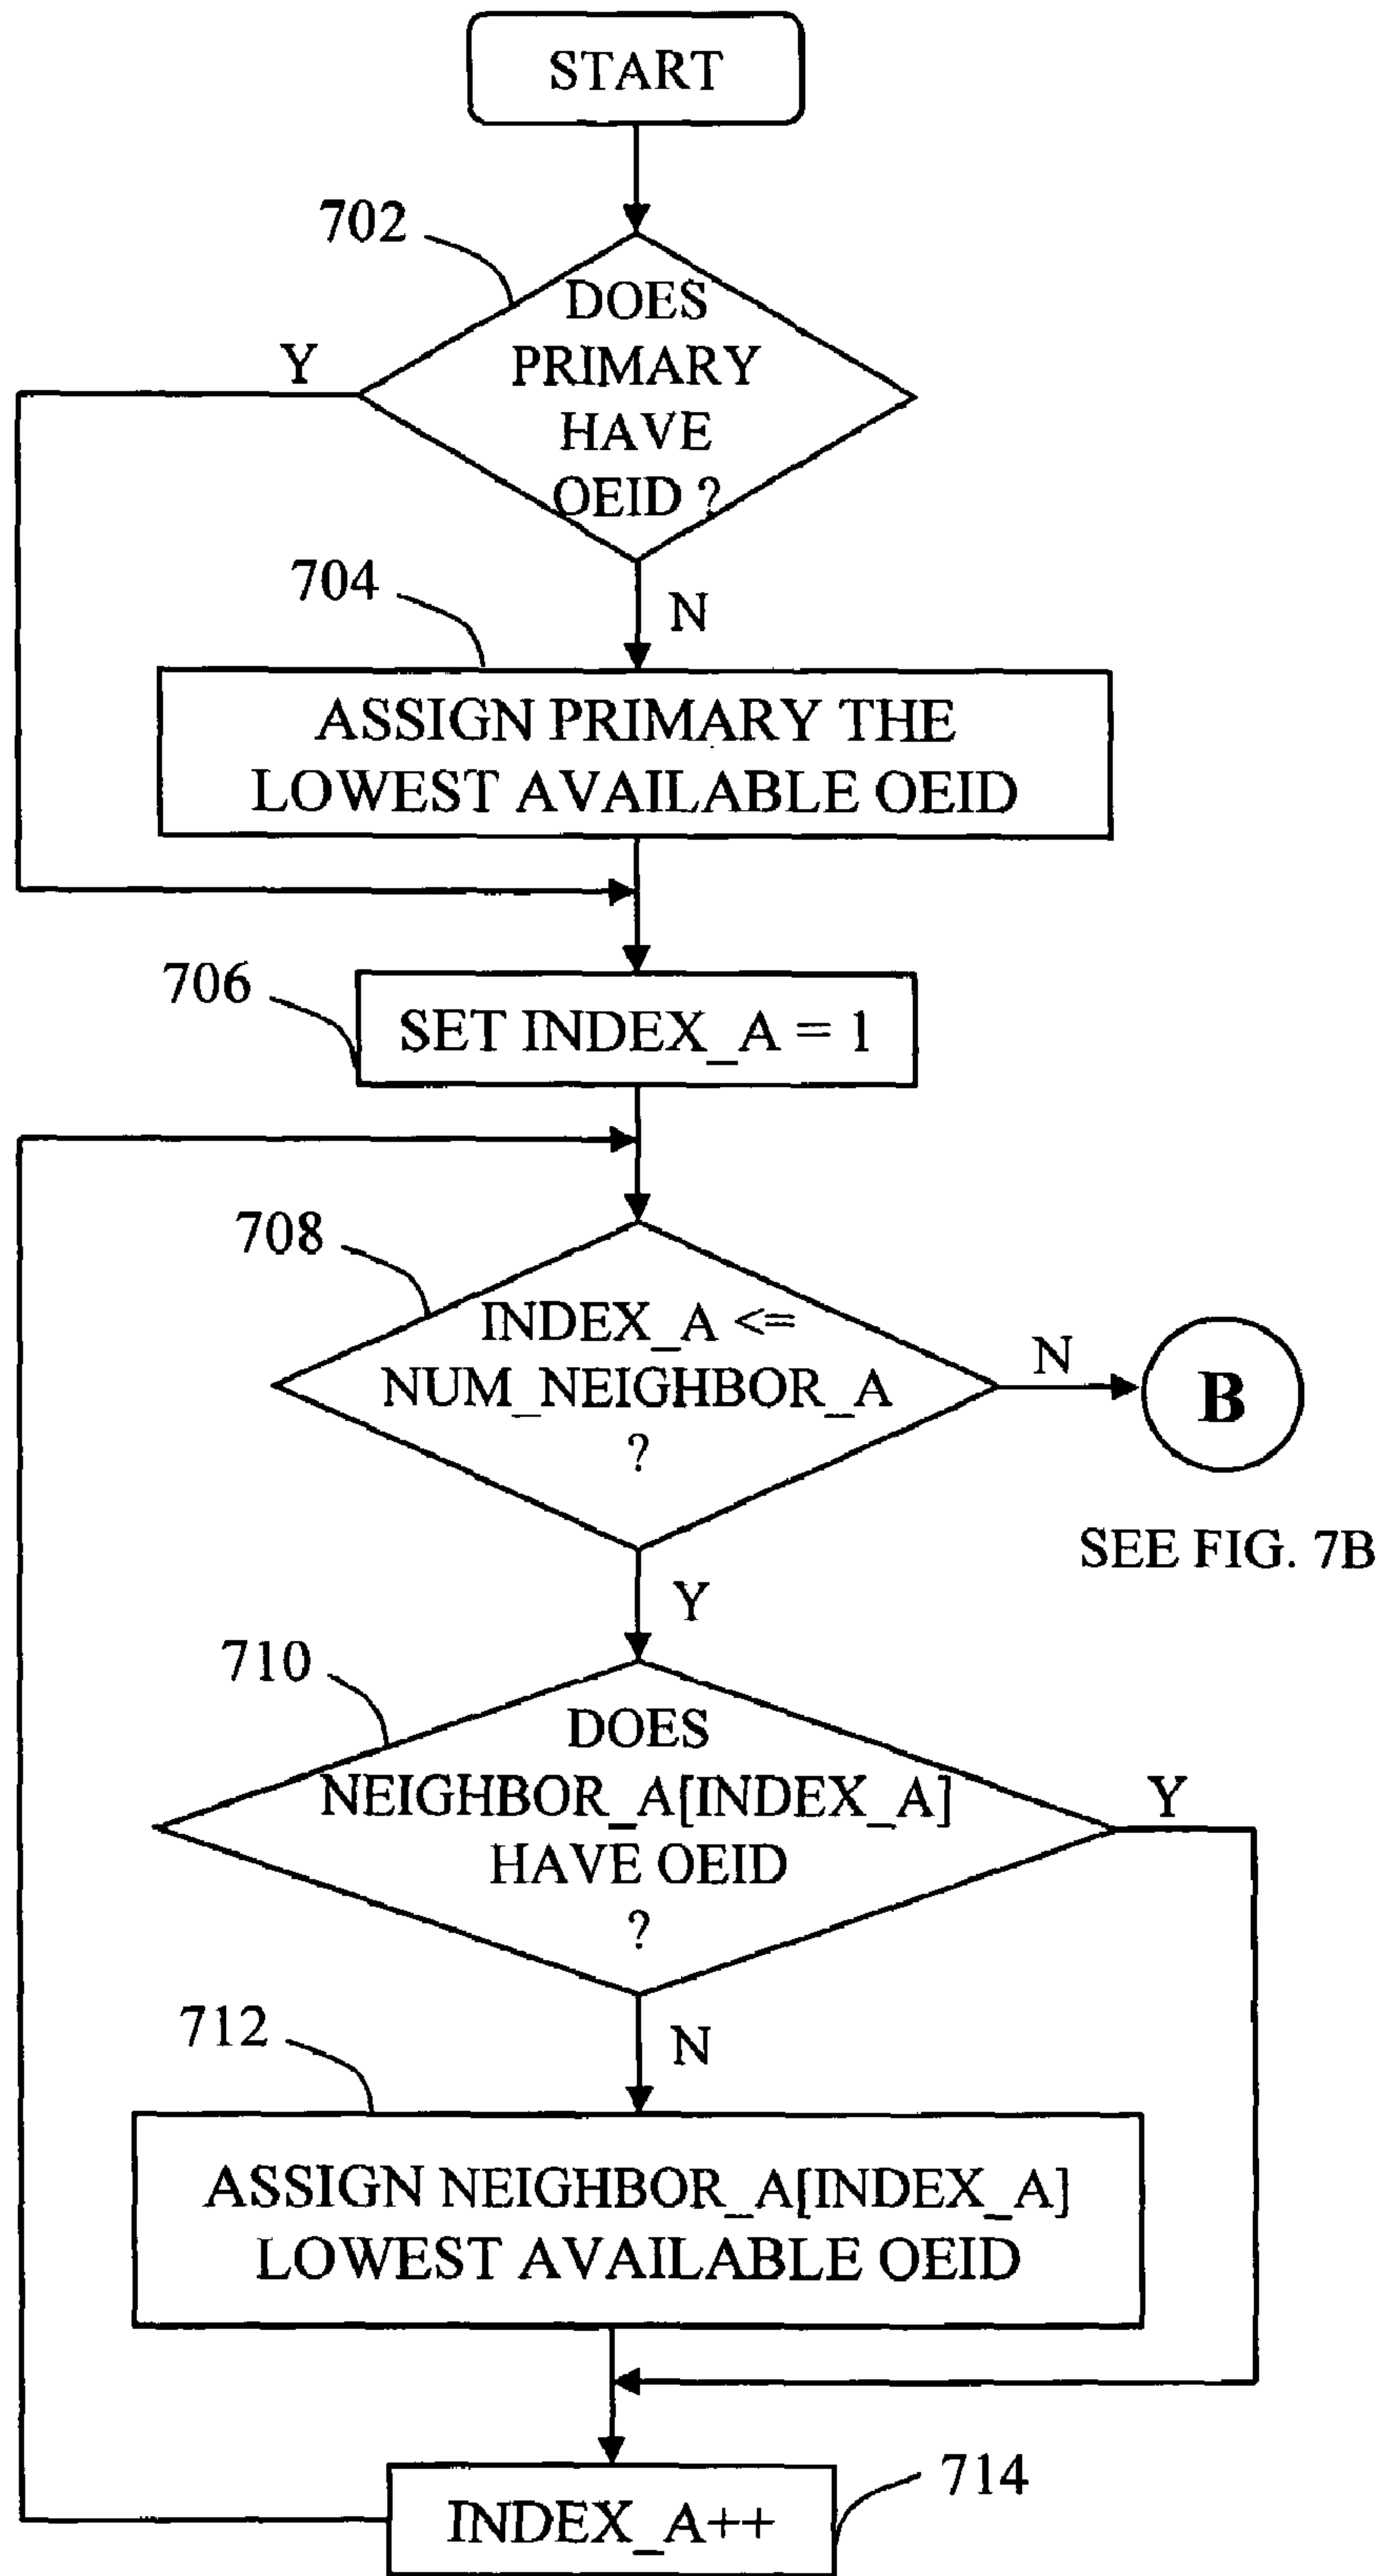 START
702
DOES
PRIMARY
HAVE
OEID ?
Y
N
704
ASSIGN PRIMARY THE
LOWEST AVAILABLE OEID
706
SET INDEX_A = 1
708
INDEX_A <=
NUM_NEIGHBOR_A
?
N
B
SEE FIG. 7B
Y
710
DOES
NEIGHBOR_A[INDEX_A]
HAVE OEID
?
Y
N
712
ASSIGN NEIGHBOR_A[INDEX_A]
LOWEST AVAILABLE OEID
714
INDEX_A++